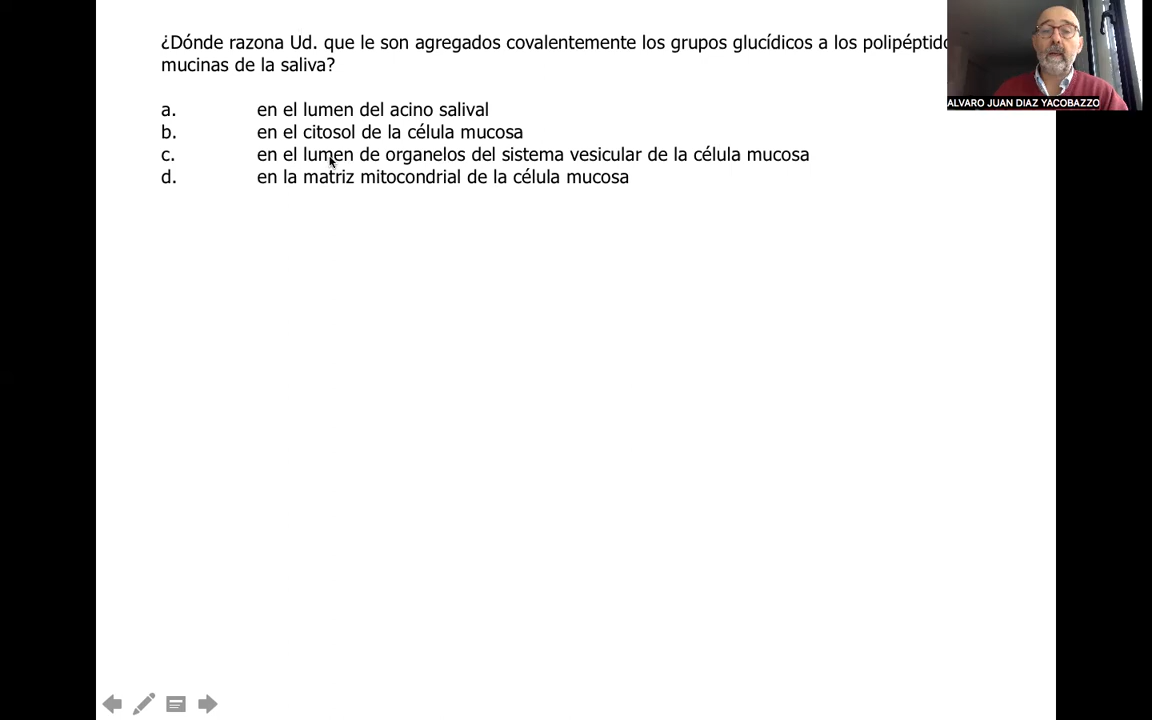 ¿Dónde razona Ud. que le son agregados covalentemente los grupos glucídicos a los
mucinas de la saliva?
a. en el lumen del acino salival
b. en el citosol de la célula mucosa
c. en el lumen de organelos del sistema vesicular de la célula mucosa
d. en la matriz mitocondrial de la célula mucosa
ALVARO JUAN DIAZ YACOBAZZO